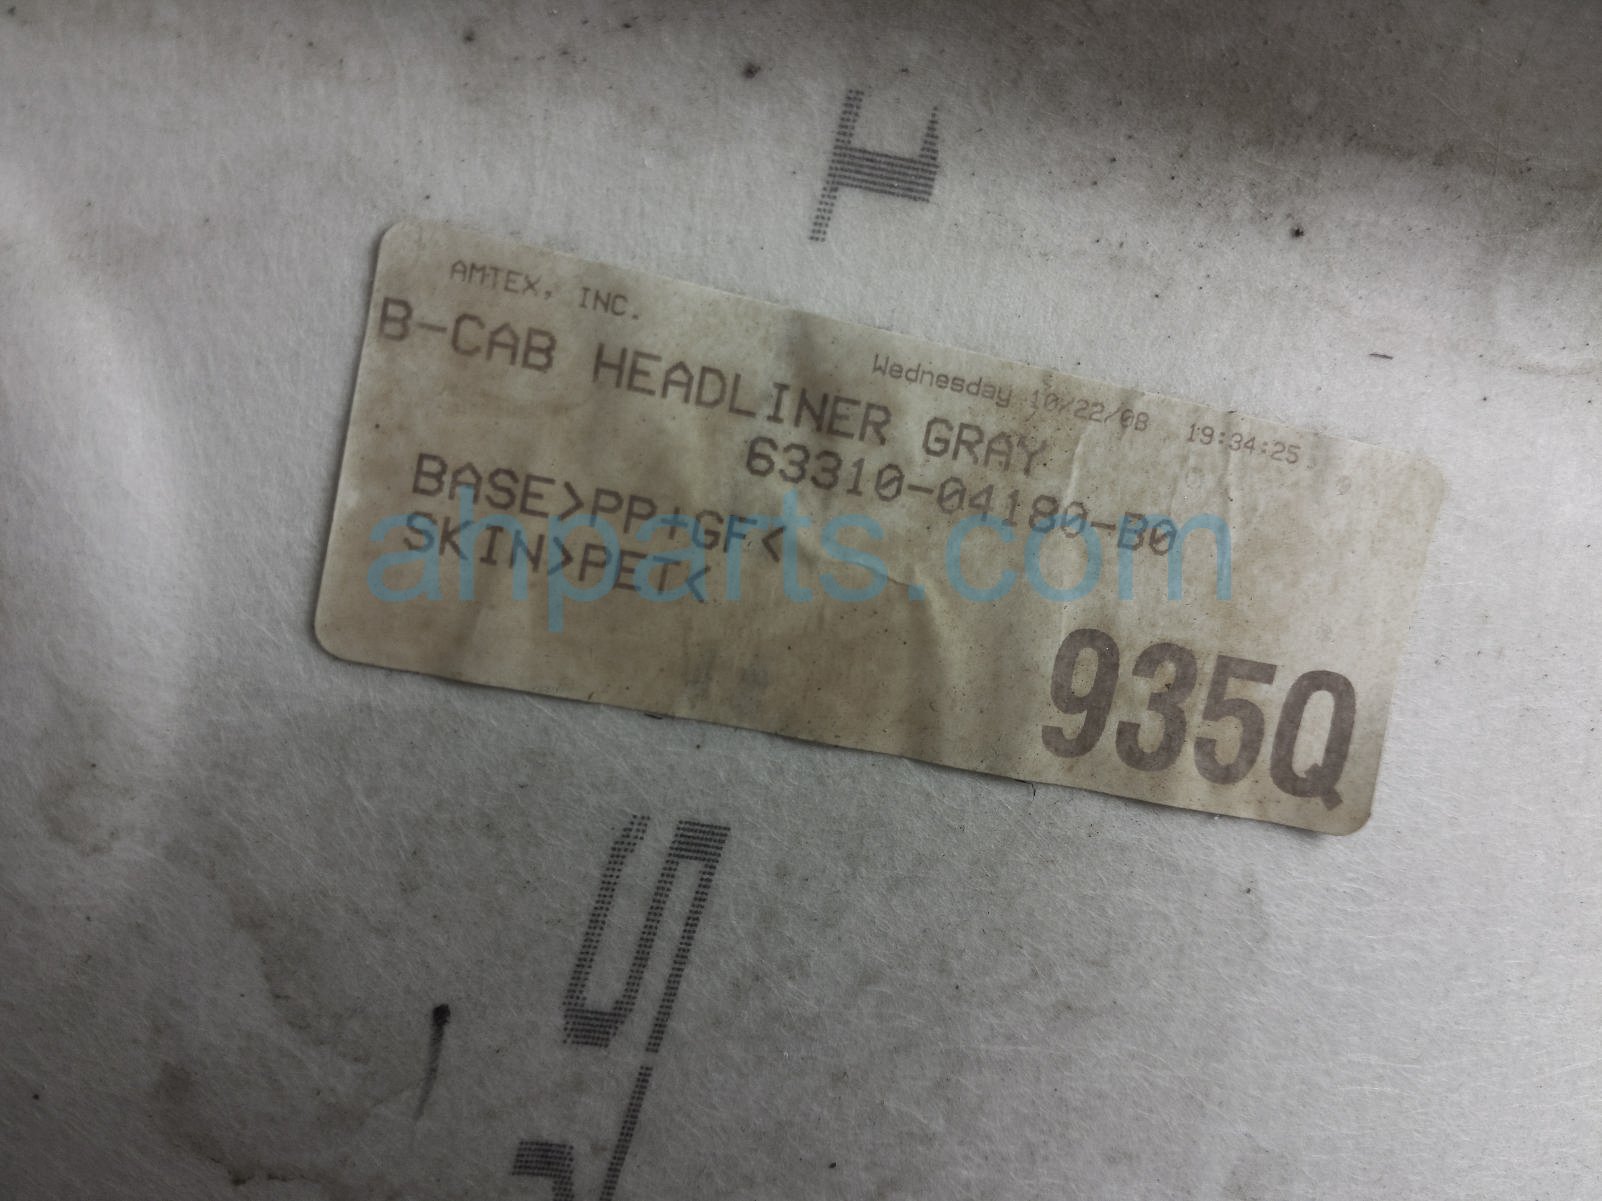 AMTEX, INC.
Wednesday 10/22/08 19:34:25
B-CAB HEADLINER GRAY
63310-04180-B0
BASE>PP+GF<
SKIN>PET<
935Q
ahparts.com